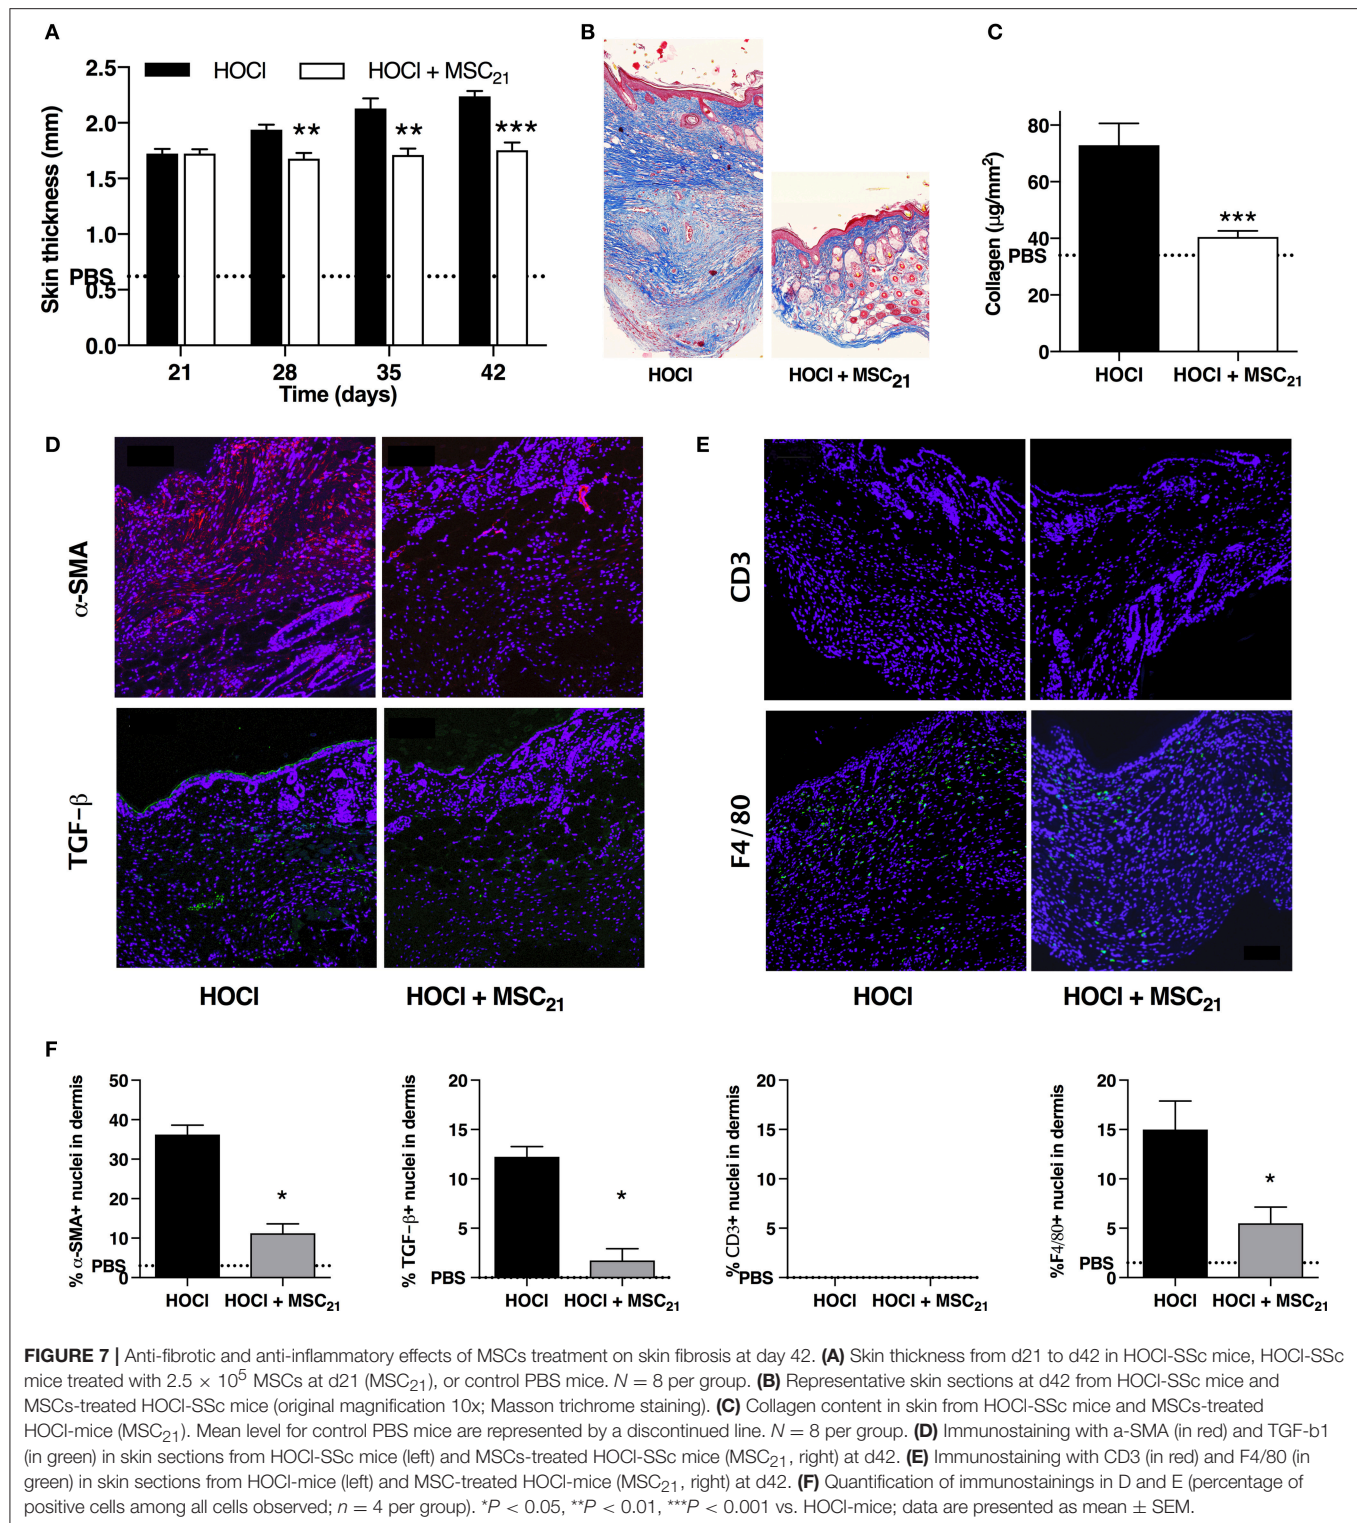 A
B
C
HOCl
HOCl + MSC21
Skin thickness (mm)
2.5
2.0
1.5
1.0
0.5
0.0
PBS
**
**
***
21
28
35
42
Time (days)
HOCl
HOCl + MSC21
Collagen (µg/mm²)
80
60
40
20
0
PBS
***
HOCl
HOCl + MSC21
D
E
α-SMA
TGF-β
HOCl
HOCl + MSC21
CD3
F4/80
HOCl
HOCl + MSC21
F
% α-SMA+ nuclei in dermis
50
40
30
20
10
0
PBS
*
HOCl
HOCl + MSC21
% TGF-β+ nuclei in dermis
20
15
10
5
PBS
0
*
HOCl
HOCl + MSC21
% CD3+ nuclei in dermis
20
15
10
5
PBS
0
HOCl
HOCl + MSC21
%F4/80+ nuclei in dermis
20
15
10
5
0
PBS
*
HOCl
HOCl + MSC21
FIGURE 7 | Anti-fibrotic and anti-inflammatory effects of MSCs treatment on skin fibrosis at day 42. (A) Skin thickness from d21 to d42 in HOCl-SSc mice, HOCl-SSc
mice treated with 2.5 × 10⁵ MSCs at d21 (MSC21), or control PBS mice. N = 8 per group. (B) Representative skin sections at d42 from HOCl-SSc mice and
MSCs-treated HOCl-SSc mice (original magnification 10x; Masson trichrome staining). (C) Collagen content in skin from HOCl-SSc mice and MSCs-treated
HOCl-mice (MSC21). Mean level for control PBS mice are represented by a discontinued line. N = 8 per group. (D) Immunostaining with a-SMA (in red) and TGF-b1
(in green) in skin sections from HOCl-SSc mice (left) and MSCs-treated HOCl-SSc mice (MSC21, right) at d42. (E) Immunostaining with CD3 (in red) and F4/80 (in
green) in skin sections from HOCl-mice (left) and MSC-treated HOCl-mice (MSC21, right) at d42. (F) Quantification of immunostainings in D and E (percentage of
positive cells among all cells observed; n = 4 per group). *P < 0.05, **P < 0.01, ***P < 0.001 vs. HOCl-mice; data are presented as mean ± SEM.